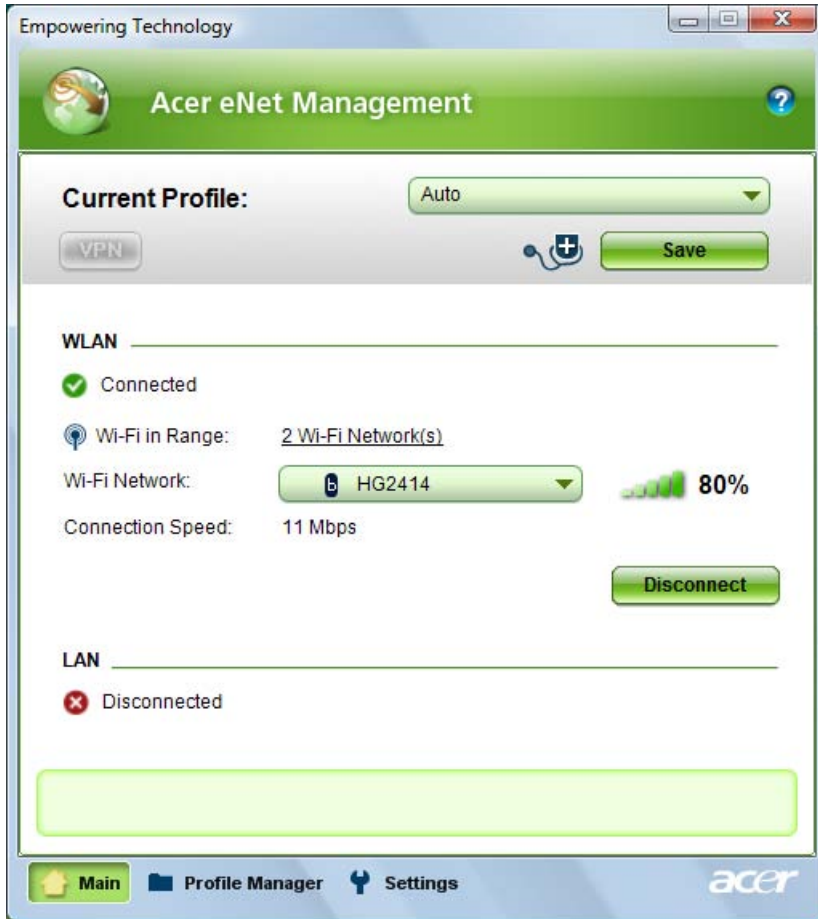 Empowering Technology
Acer eNet Management
?
Current Profile:
Auto
VPN
Save
WLAN
Connected
Wi-Fi in Range:
2 Wi-Fi Network(s)
Wi-Fi Network:
b HG2414
80%
Connection Speed:
11 Mbps
Disconnect
LAN
Disconnected
Main
Profile Manager
Settings
acer